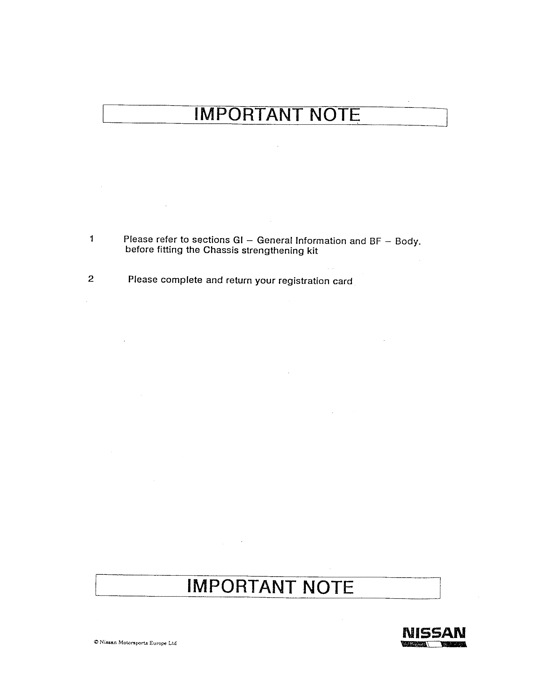 IMPORTANT NOTE
1 Please refer to sections GI – General Information and BF – Body.
before fitting the Chassis strengthening kit
2 Please complete and return your registration card
IMPORTANT NOTE
© Nissan Motorsports Europe Ltd
NISSAN